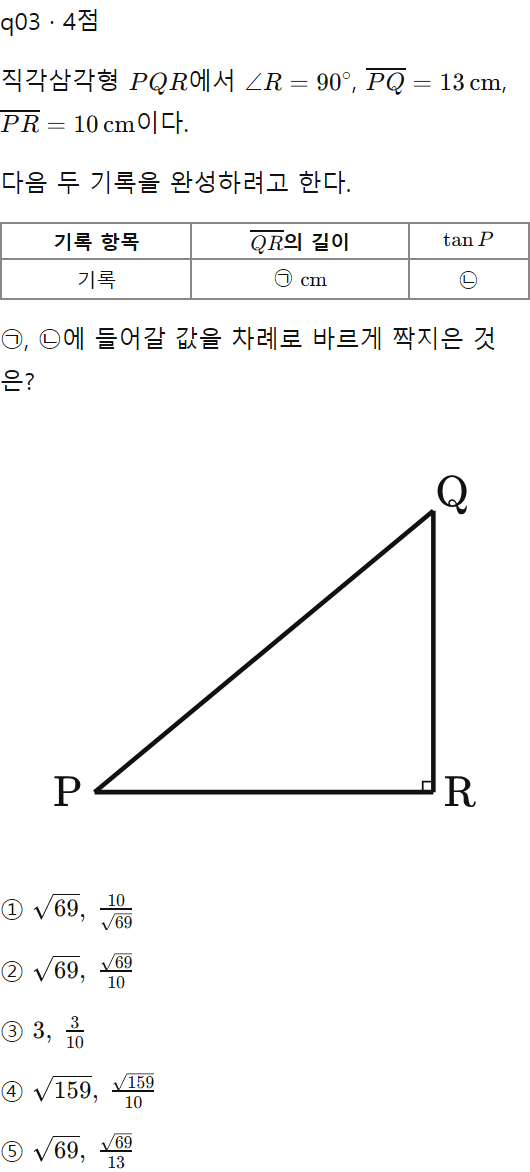 q03 · 4점
직각삼각형 PQR에서 ∠R = 90°, \overline{PQ} = 13 cm,
\overline{PR} = 10 cm이다.
다음 두 기록을 완성하려고 한다.
기록 항목 \overline{QR}의 길이 tan P
기록 ㉠ cm ㉡
㉠, ㉡에 들어갈 값을 차례로 바르게 짝지은 것
은?
Q
P R
① √69, 10/√69
② √69, √69/10
③ 3, 3/10
④ √159, √159/10
⑤ √69, √69/13